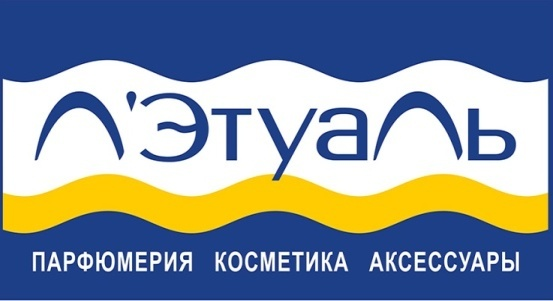 Л'Этуаль
ПАРФЮМЕРИЯ КОСМЕТИКА АКСЕССУАРЫ